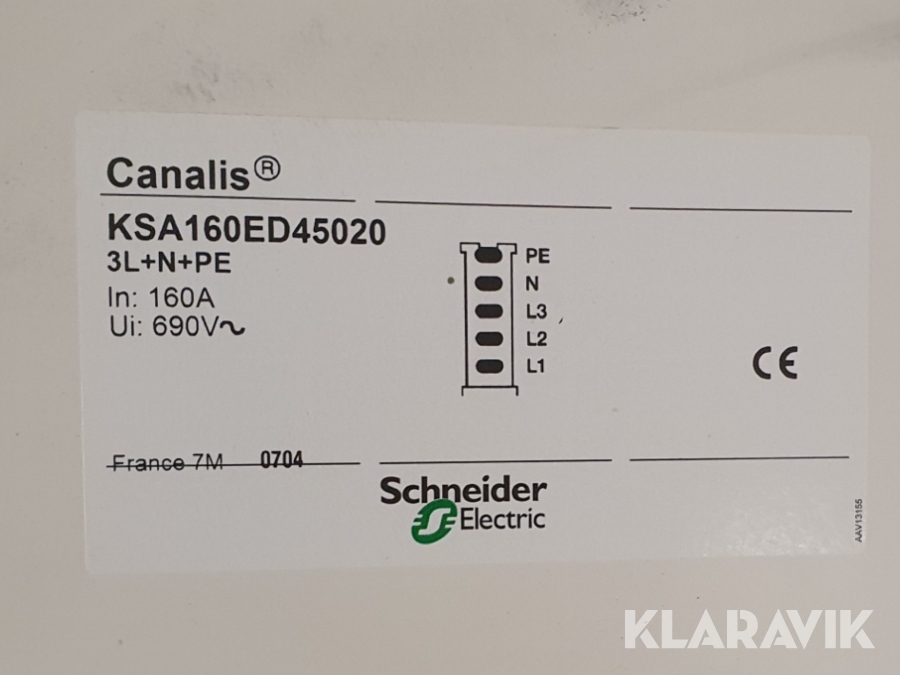 Canalis®
KSA160ED45020
3L+N+PE
In: 160A
Ui: 690V~
PE
N
L3
L2
L1
CE
France 7M 0704
Schneider
Electric
AAV13155
KLARAVIK